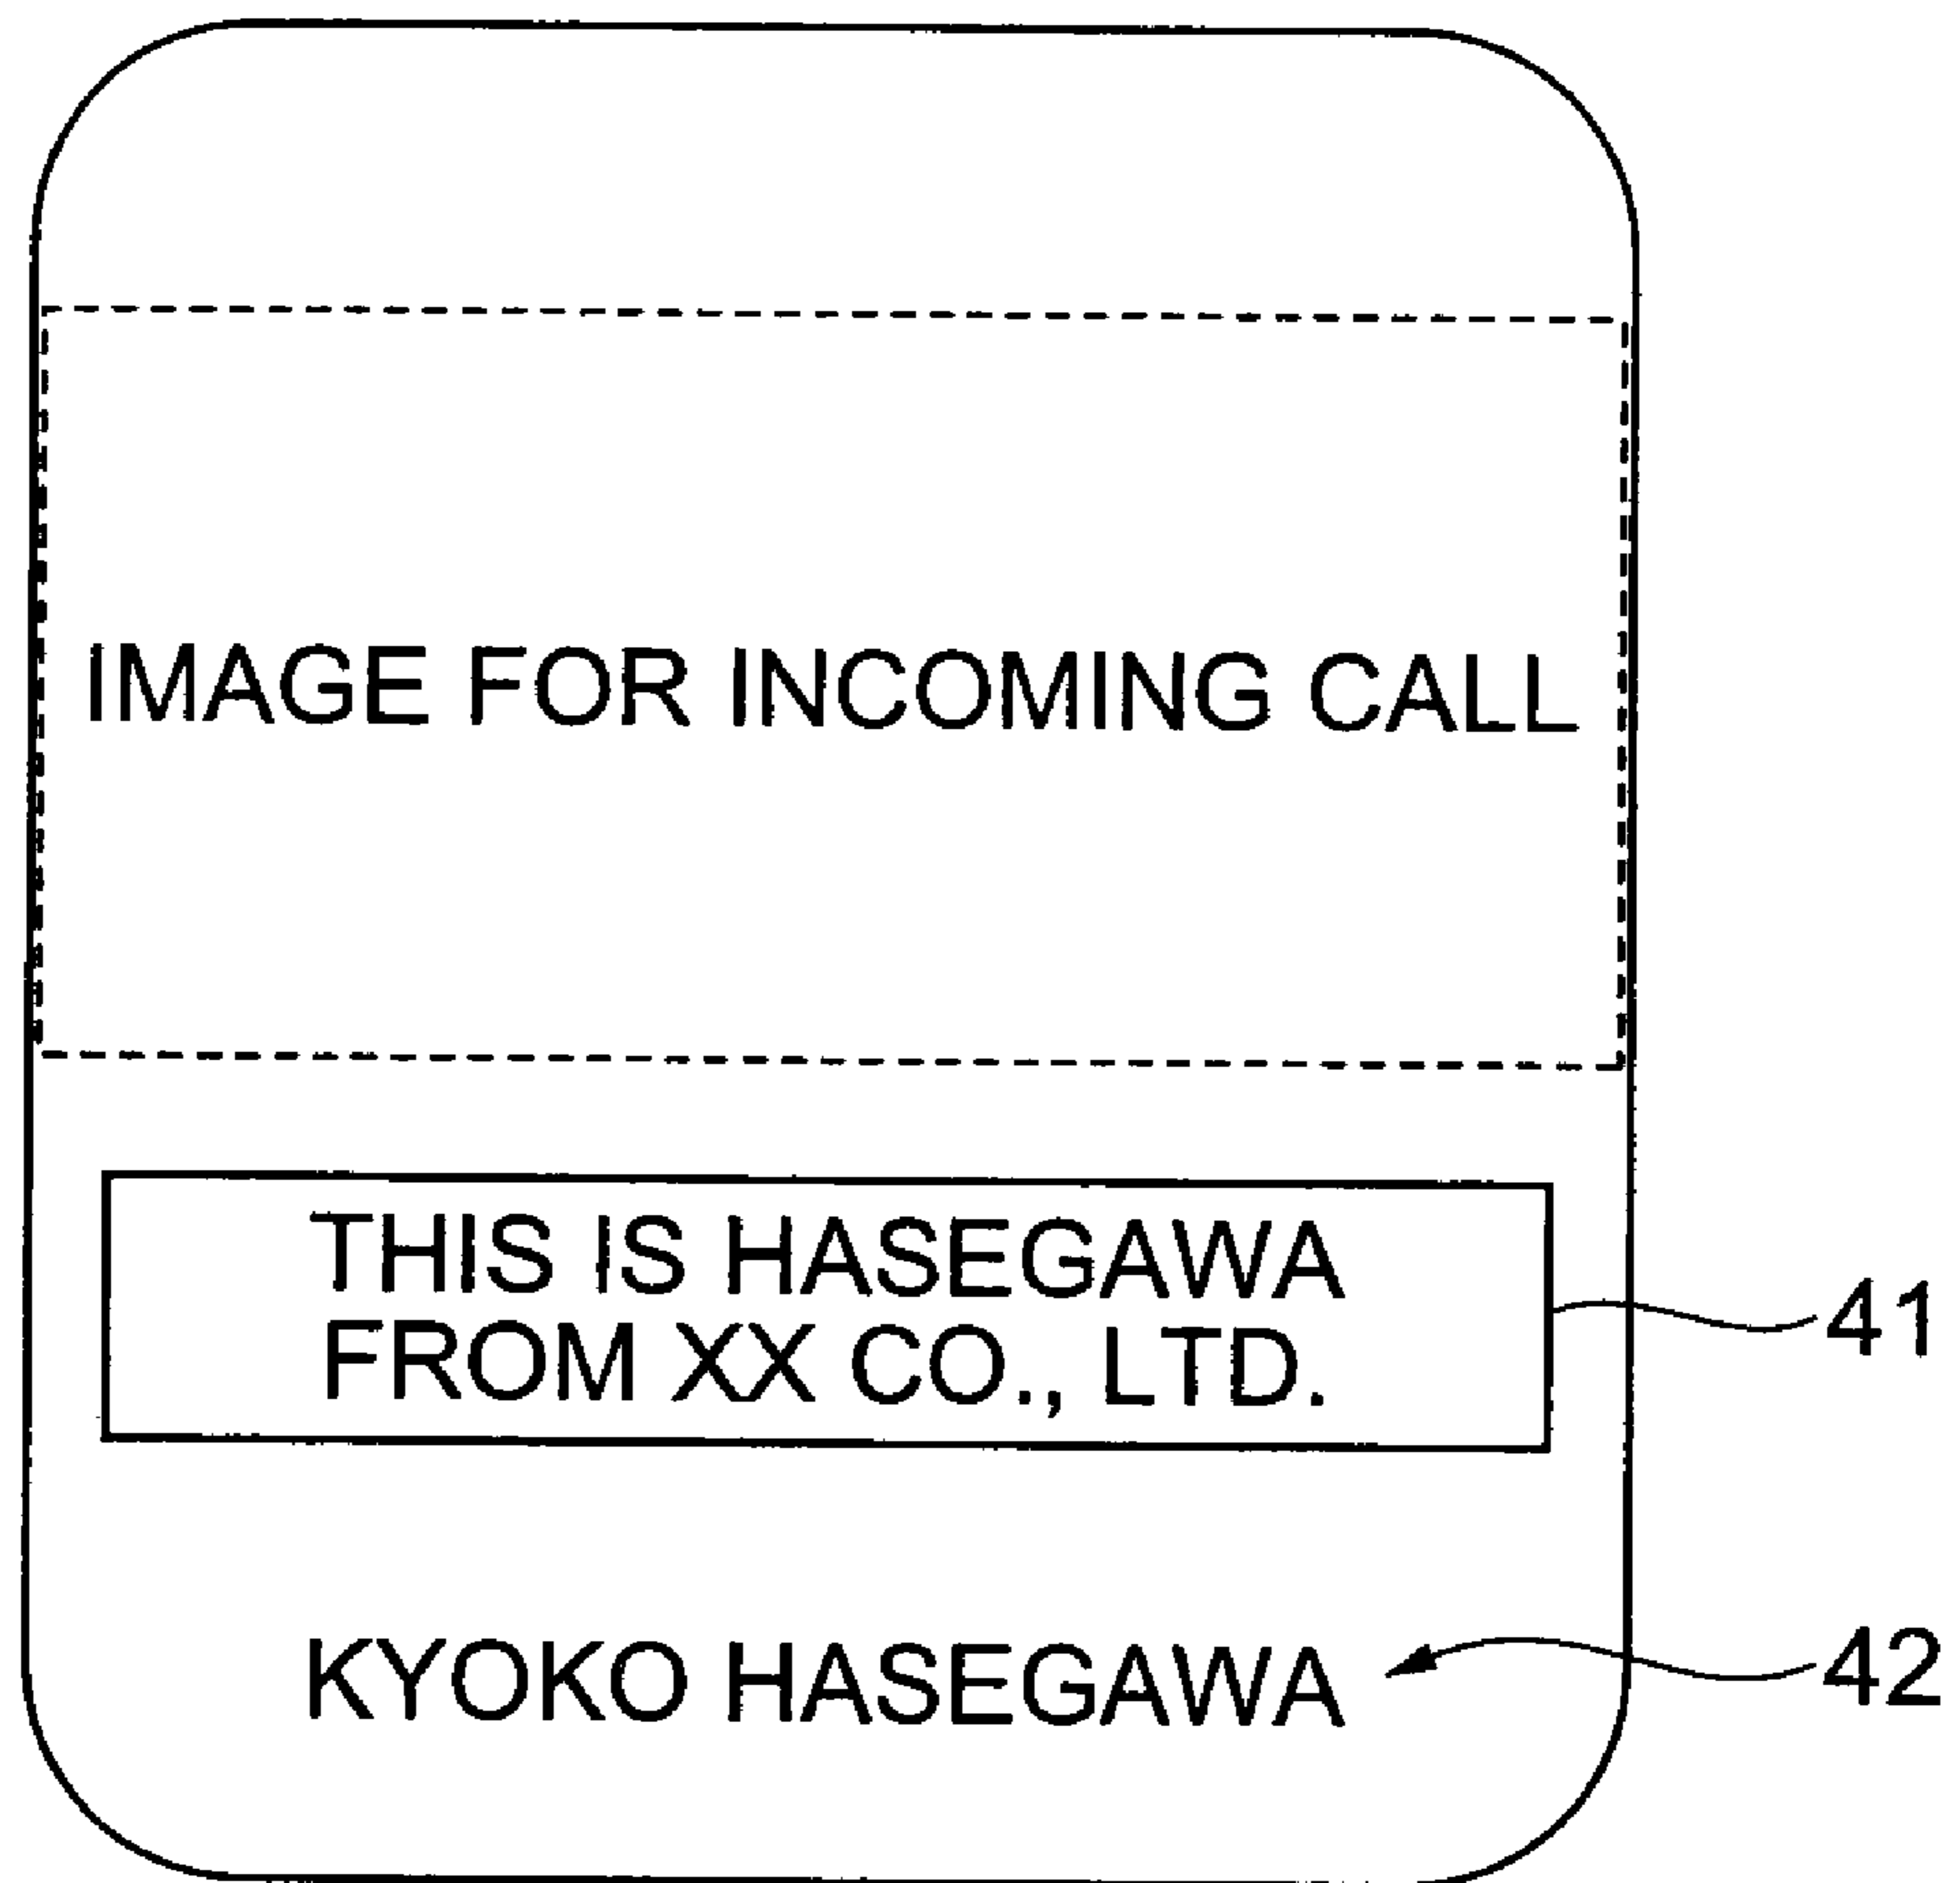 IMAGE FOR INCOMING CALL
THIS IS HASEGAWA
FROM XX CO., LTD.
41
KYOKO HASEGAWA
42